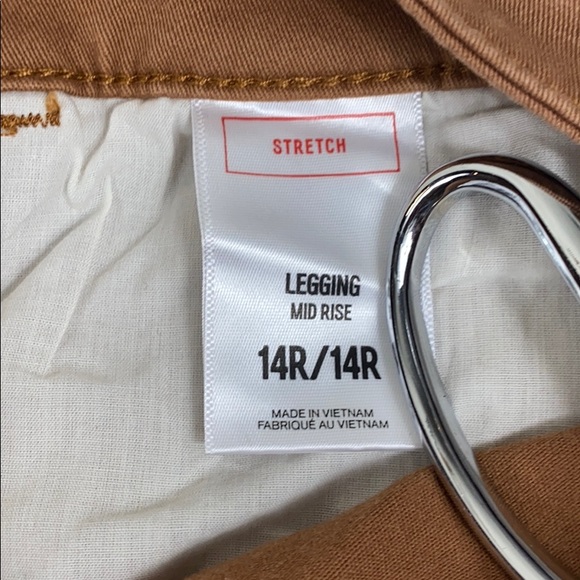 STRETCH
LEGGING
MID RISE
14R/14R
MADE IN VIETNAM
FABRIQUÉ AU VIETNAM